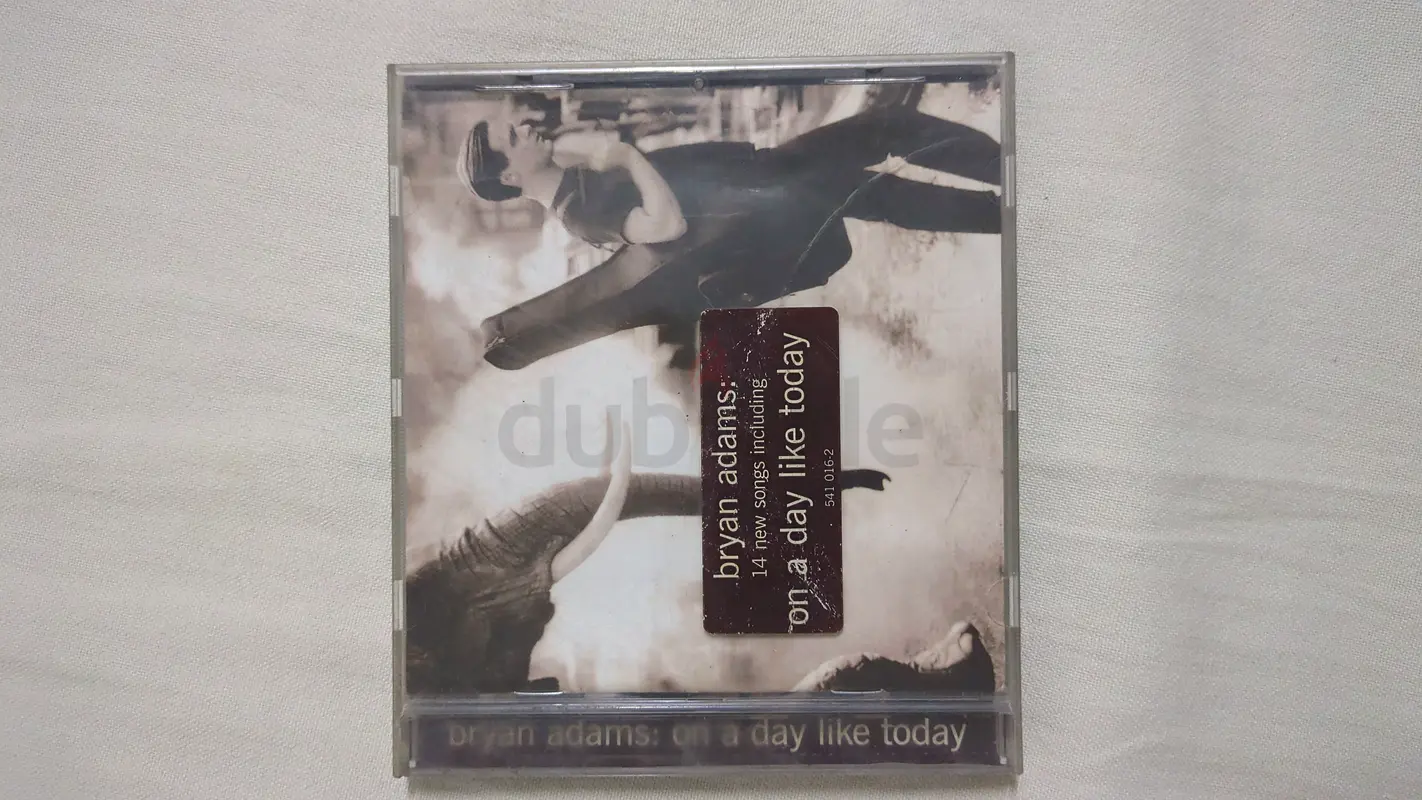 bryan adams:
14 new songs including
on a day like today
541 016-2
bryan adams: on a day like today